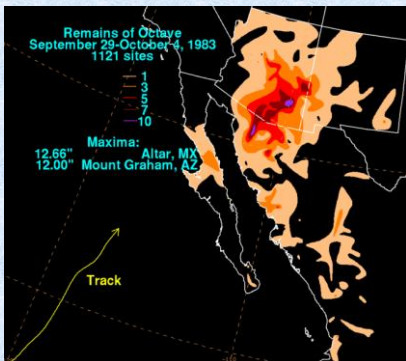 Remains of Octave
September 29-October 4, 1983
1121 sites
1
3
5
7
10
Maxima:
12.66" Altar, MX
12.00" Mount Graham, AZ
Track